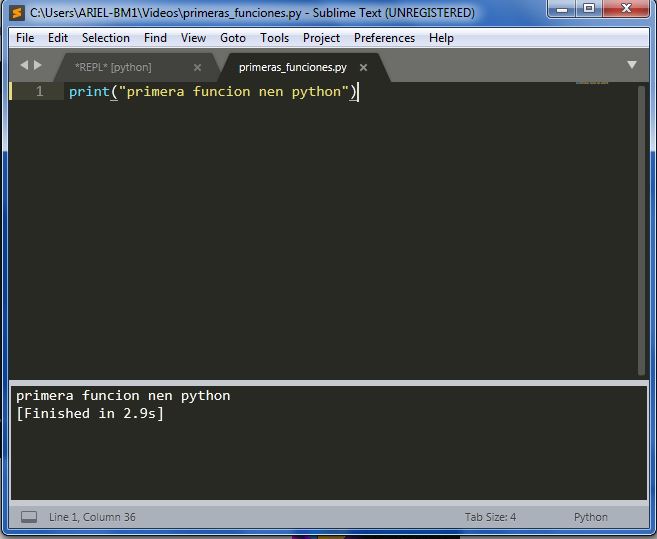 C:\Users\ARIEL-BM1\Videos\primeras_funciones.py - Sublime Text (UNREGISTERED)
File Edit Selection Find View Goto Tools Project Preferences Help
*REPL* [python] primeras_funciones.py
1 print("primera funcion nen python")
primera funcion nen python
[Finished in 2.9s]
Line 1, Column 36 Tab Size: 4 Python